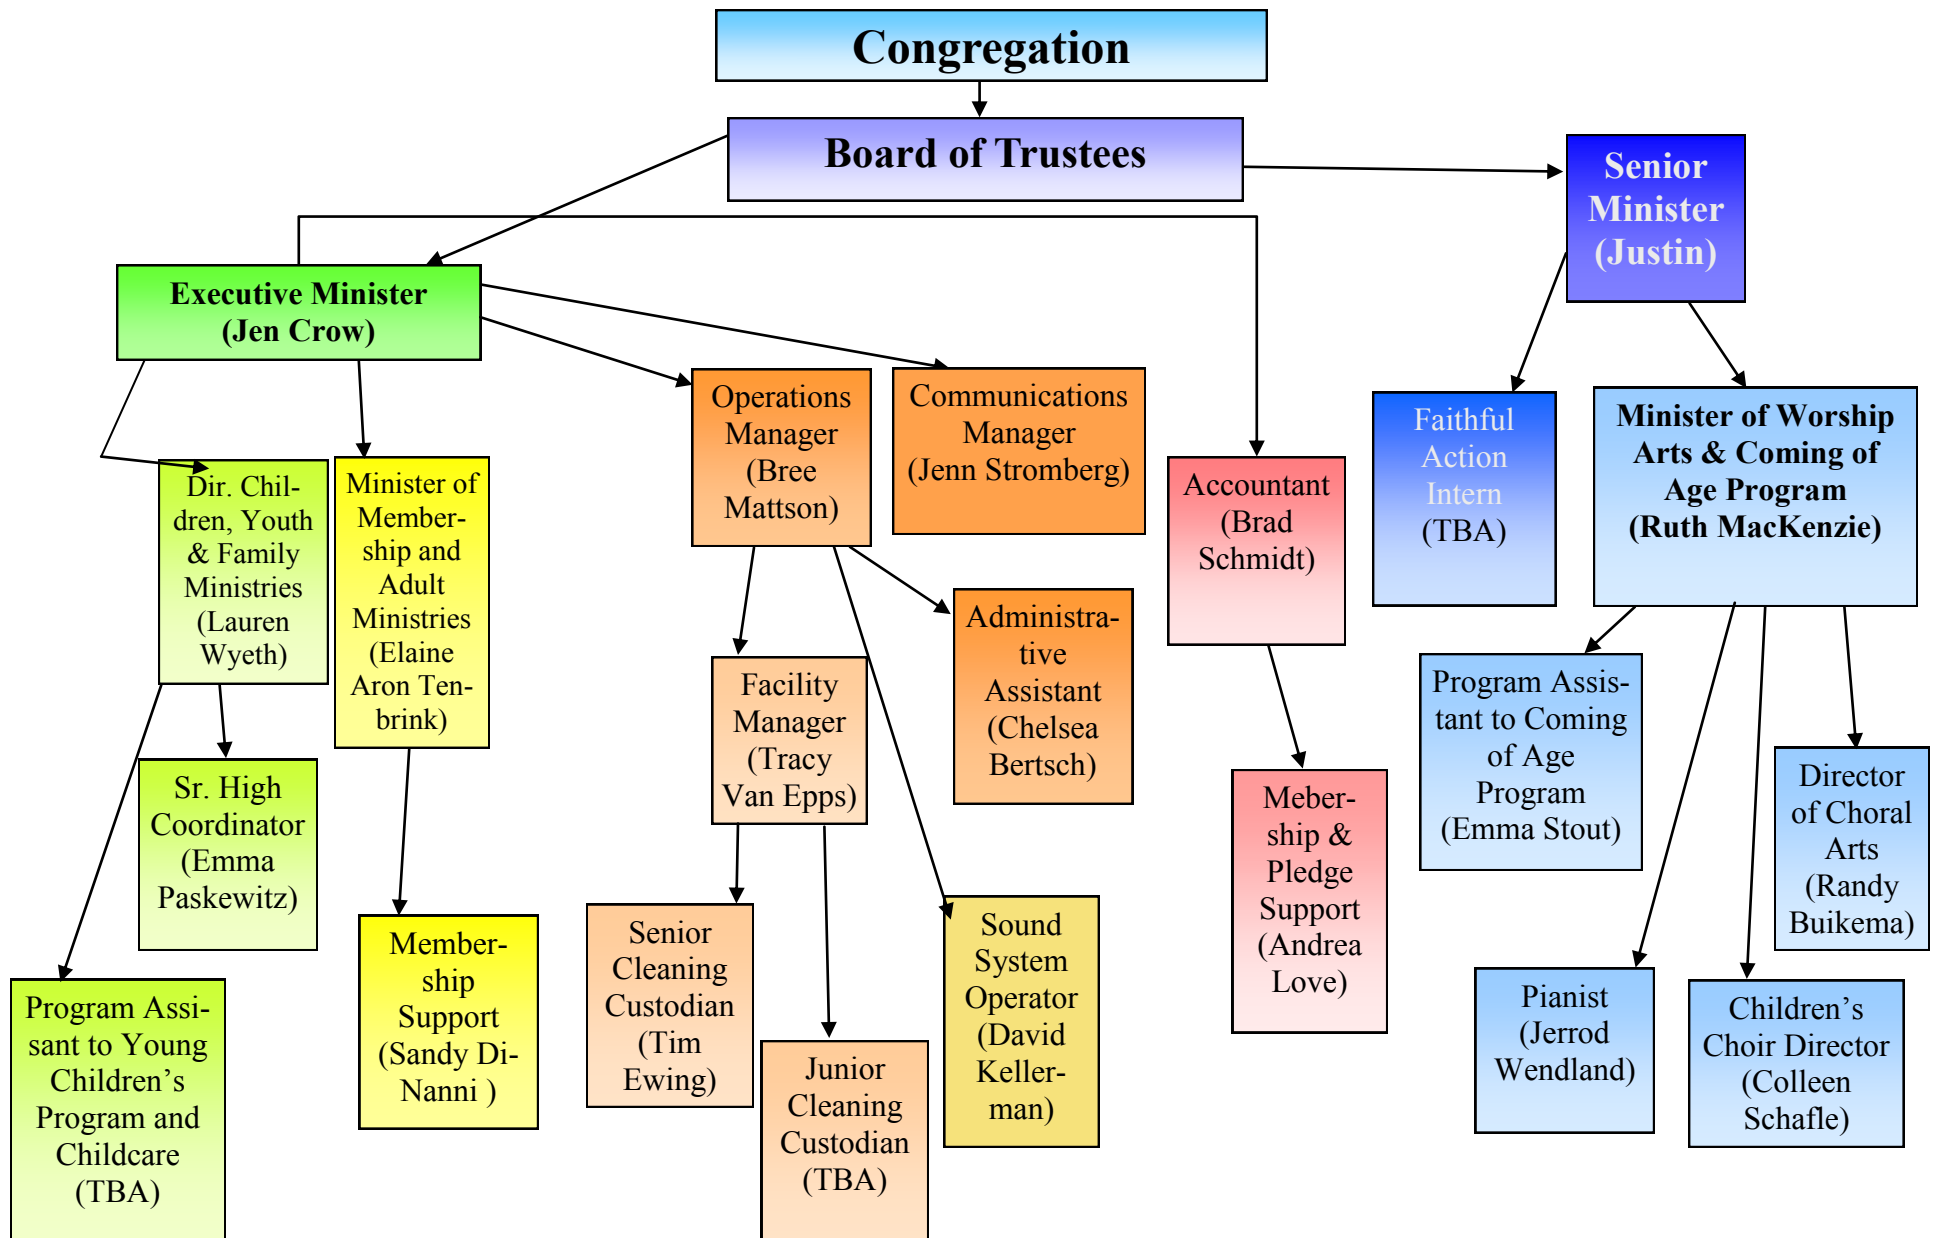 Congregation
Board of Trustees
Senior
Minister
(Justin)
Executive Minister
(Jen Crow)
Operations
Manager
(Bree
Mattson)
Communications
Manager
(Jenn Stromberg)
Faithful
Action
Intern
(TBA)
Minister of Worship
Arts & Coming of
Age Program
(Ruth MacKenzie)
Dir. Chil-
dren, Youth
& Family
Ministries
(Lauren
Wyeth)
Minister of
Member-
ship and
Adult
Ministries
(Elaine
Aron Ten-
brink)
Accountant
(Brad
Schmidt)
Administra-
tive
Assistant
(Chelsea
Bertsch)
Facility
Manager
(Tracy
Van Epps)
Program Assis-
tant to Coming
of Age
Program
(Emma Stout)
Director
of Choral
Arts
(Randy
Buikema)
Sr. High
Coordinator
(Emma
Paskewitz)
Meber-
ship &
Pledge
Support
(Andrea
Love)
Member-
ship
Support
(Sandy Di-
Nanni )
Senior
Cleaning
Custodian
(Tim
Ewing)
Sound
System
Operator
(David
Keller-
man)
Pianist
(Jerrod
Wendland)
Children’s
Choir Director
(Colleen
Schafle)
Program Assi-
sant to Young
Children’s
Program and
Childcare
(TBA)
Junior
Cleaning
Custodian
(TBA)